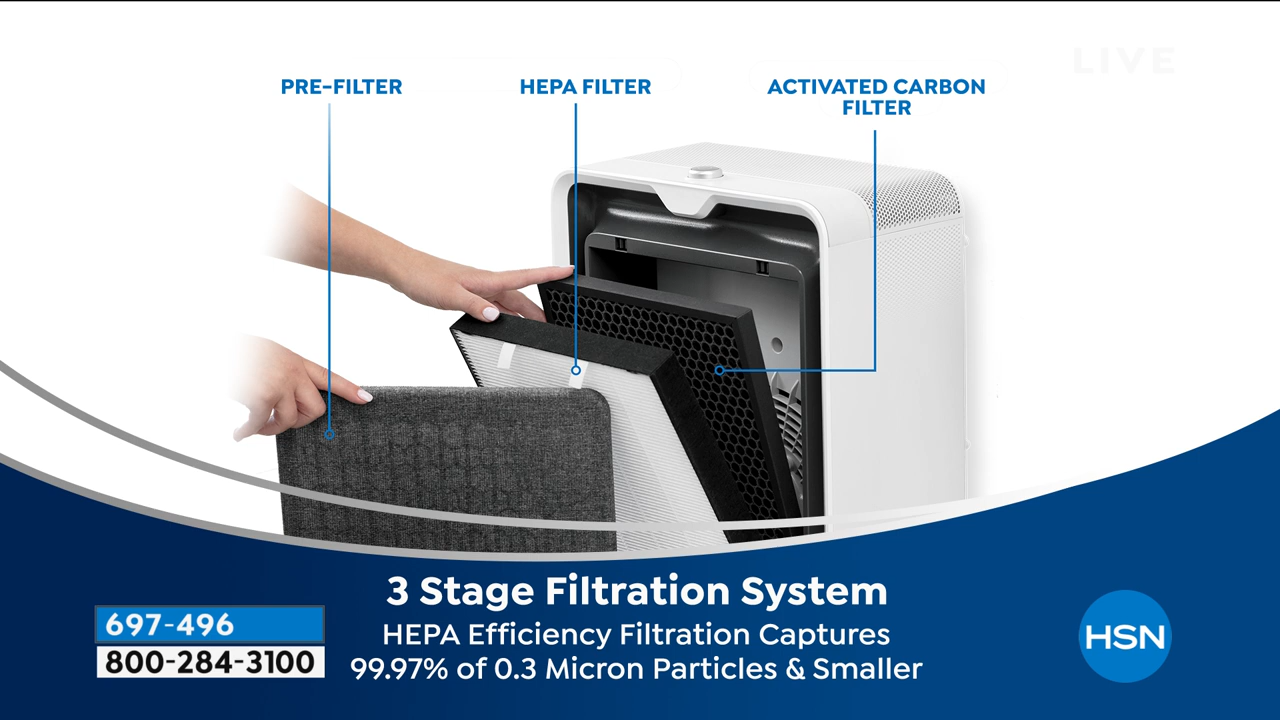 LIVE
PRE-FILTER
HEPA FILTER
ACTIVATED CARBON
FILTER
3 Stage Filtration System
HEPA Efficiency Filtration Captures
99.97% of 0.3 Micron Particles & Smaller
697-496
800-284-3100
HSN